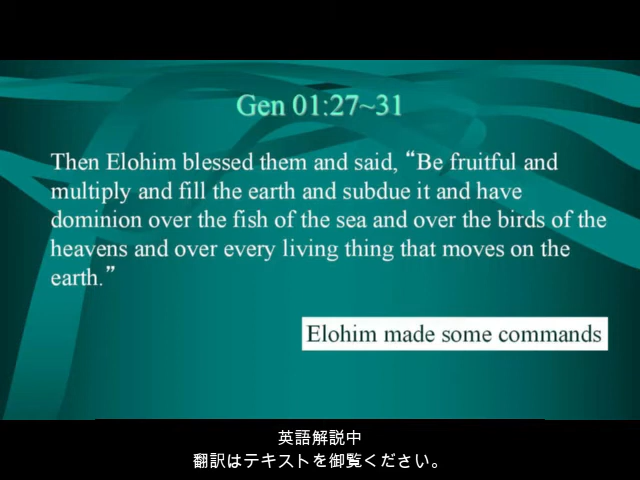 Gen 01:27~31
Then Elohim blessed them and said, “Be fruitful and
multiply and fill the earth and subdue it and have
dominion over the fish of the sea and over the birds of the
heavens and over every living thing that moves on the
earth.”
Elohim made some commands
英語解説中
翻訳はテキストを御覧ください。